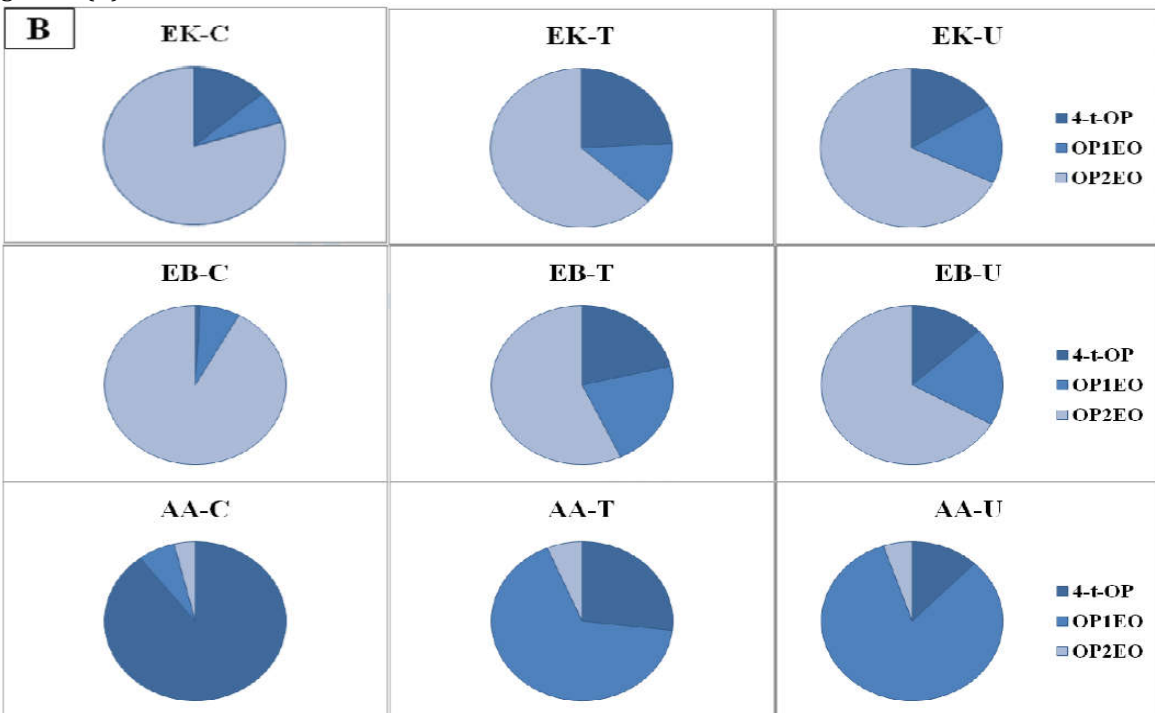 B
EK-C
EK-T
EK-U
4-t-OP
OP1EO
OP2EO
EB-C
EB-T
EB-U
4-t-OP
OP1EO
OP2EO
AA-C
AA-T
AA-U
4-t-OP
OP1EO
OP2EO